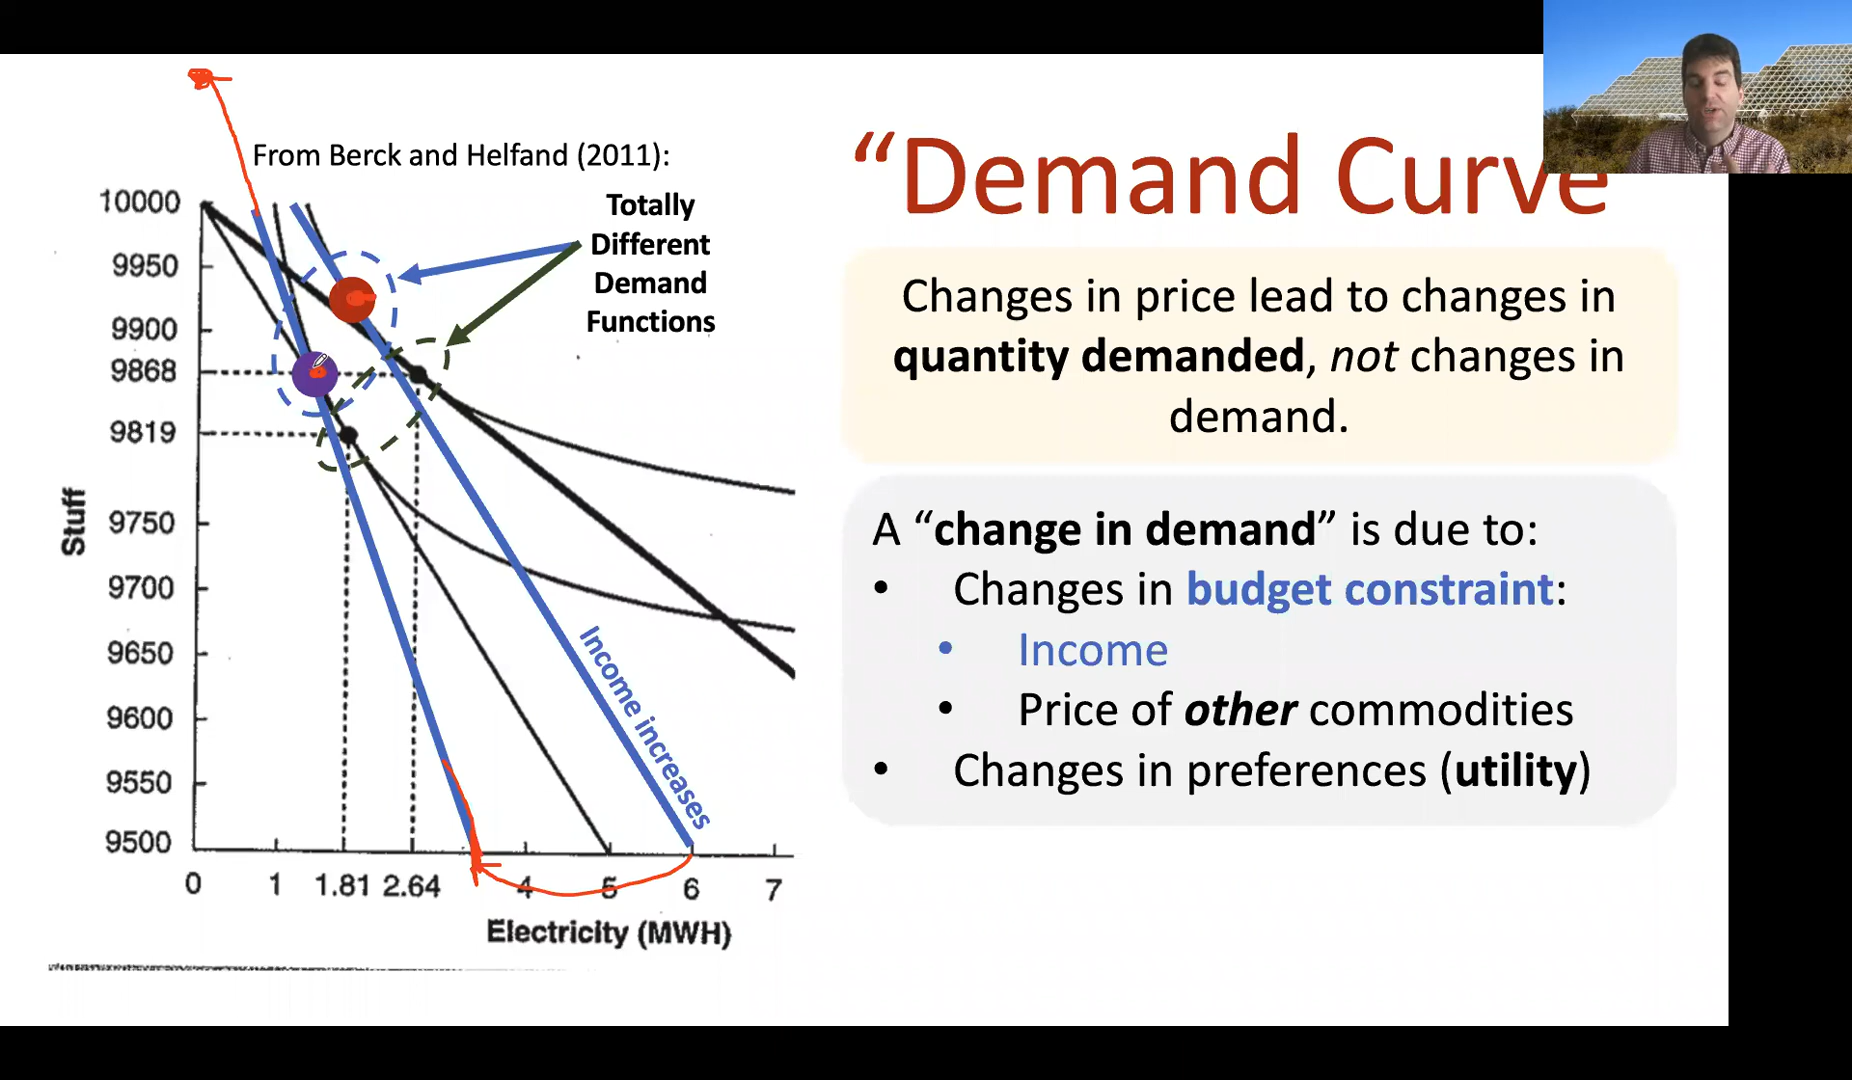 “Demand Curve
From Berck and Helfand (2011):
Totally
Different
Demand
Functions
10000
9950
9900
9868
9819
9750
9700
9650
9600
9550
9500
Stuff
0 1 1.81 2.64 4 5 6 7
Electricity (MWH)
Income increases
Changes in price lead to changes in
quantity demanded, not changes in
demand.
A “change in demand” is due to:
• Changes in budget constraint:
• Income
• Price of other commodities
• Changes in preferences (utility)